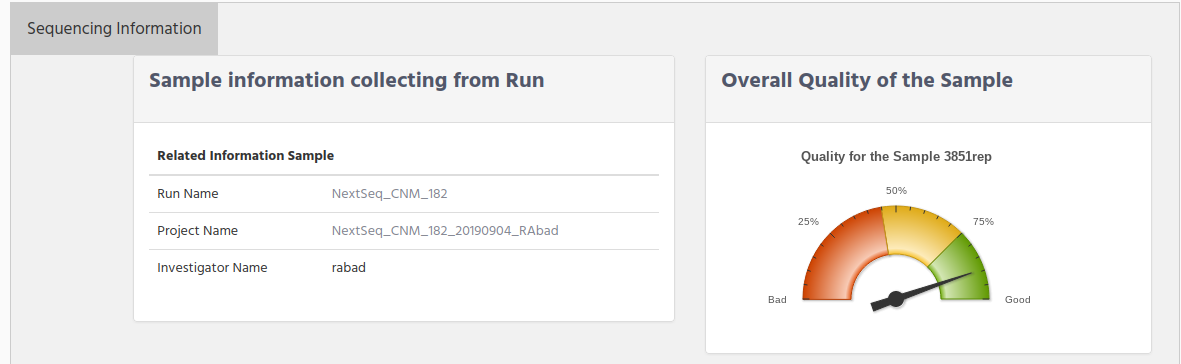 Sequencing Information
Sample information collecting from Run
Related Information Sample
Run Name NextSeq_CNM_182
Project Name NextSeq_CNM_182_20190904_RAbad
Investigator Name rabad
Overall Quality of the Sample
Quality for the Sample 3851rep
50%
25% 75%
Bad Good